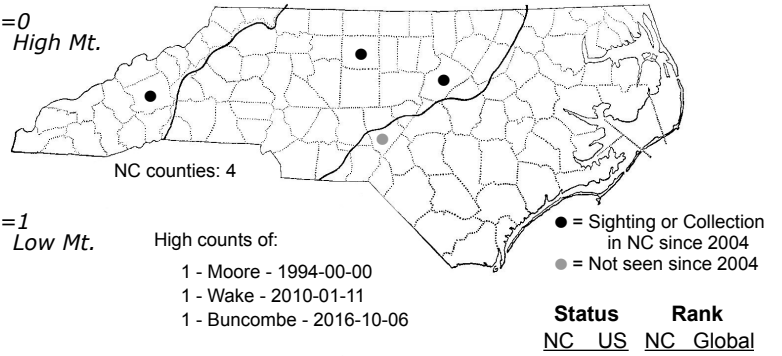 =0
High Mt.
NC counties: 4
=1
Low Mt.
High counts of:
1 - Moore - 1994-00-00
1 - Wake - 2010-01-11
1 - Buncombe - 2016-10-06
● = Sighting or Collection
in NC since 2004
● = Not seen since 2004
Status Rank
NC US NC Global